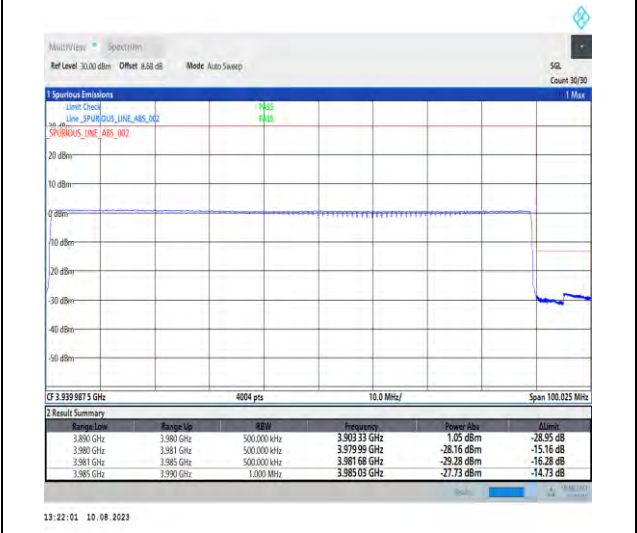 MultiView Spectrum
Ref Level 30.00 dBm Offset 8.68 dB Mode Auto Sweep SGL
Count 30/30
1 Spurious Emissions 1 Max
Limit Check PASS
Line _SPURIOUS_LINE_ABS_002 PASS
_SPURIOUS_LINE_ABS_002
20 dBm
10 dBm
0 dBm
-10 dBm
-20 dBm
-30 dBm
-40 dBm
-50 dBm
CF 3.939 987 5 GHz 4004 pts 10.0 MHz/ Span 100.025 MHz
2 Result Summary
Range Low Range Up RBW Frequency Power Abs ΔLimit
3.890 GHz 3.980 GHz 500.000 kHz 3.903 33 GHz 1.05 dBm -28.95 dB
3.980 GHz 3.981 GHz 500.000 kHz 3.979 99 GHz -28.16 dBm -15.16 dB
3.981 GHz 3.985 GHz 500.000 kHz 3.981 68 GHz -29.28 dBm -16.28 dB
3.985 GHz 3.990 GHz 1.000 MHz 3.985 03 GHz -27.73 dBm -14.73 dB
13:22:01 10.08.2023